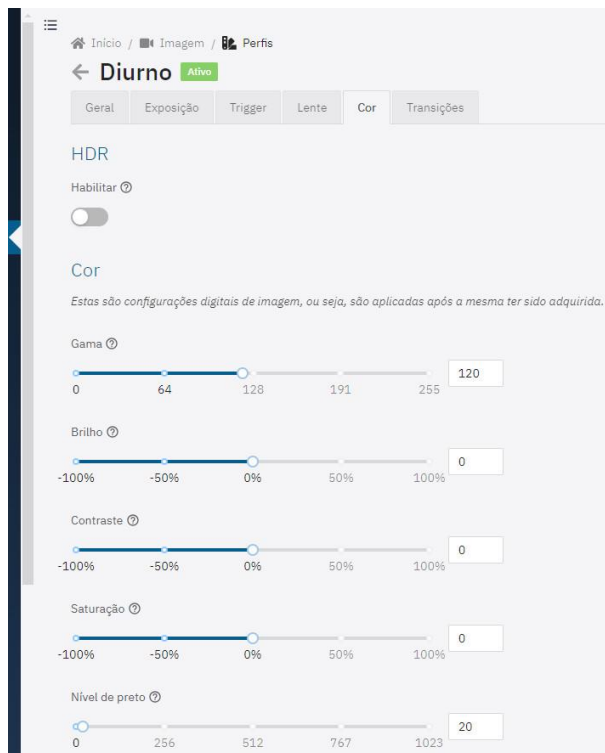 Início / Imagem / Perfis
Diurno Ativo
Geral Exposição Trigger Lente Cor Transições
HDR
Habilitar
Cor
Estas são configurações digitais de imagem, ou seja, são aplicadas após a mesma ter sido adquirida.
Gama
120
0 64 128 191 255
Brilho
0
-100% -50% 0% 50% 100%
Contraste
0
-100% -50% 0% 50% 100%
Saturação
0
-100% -50% 0% 50% 100%
Nível de preto
20
0 256 512 767 1023